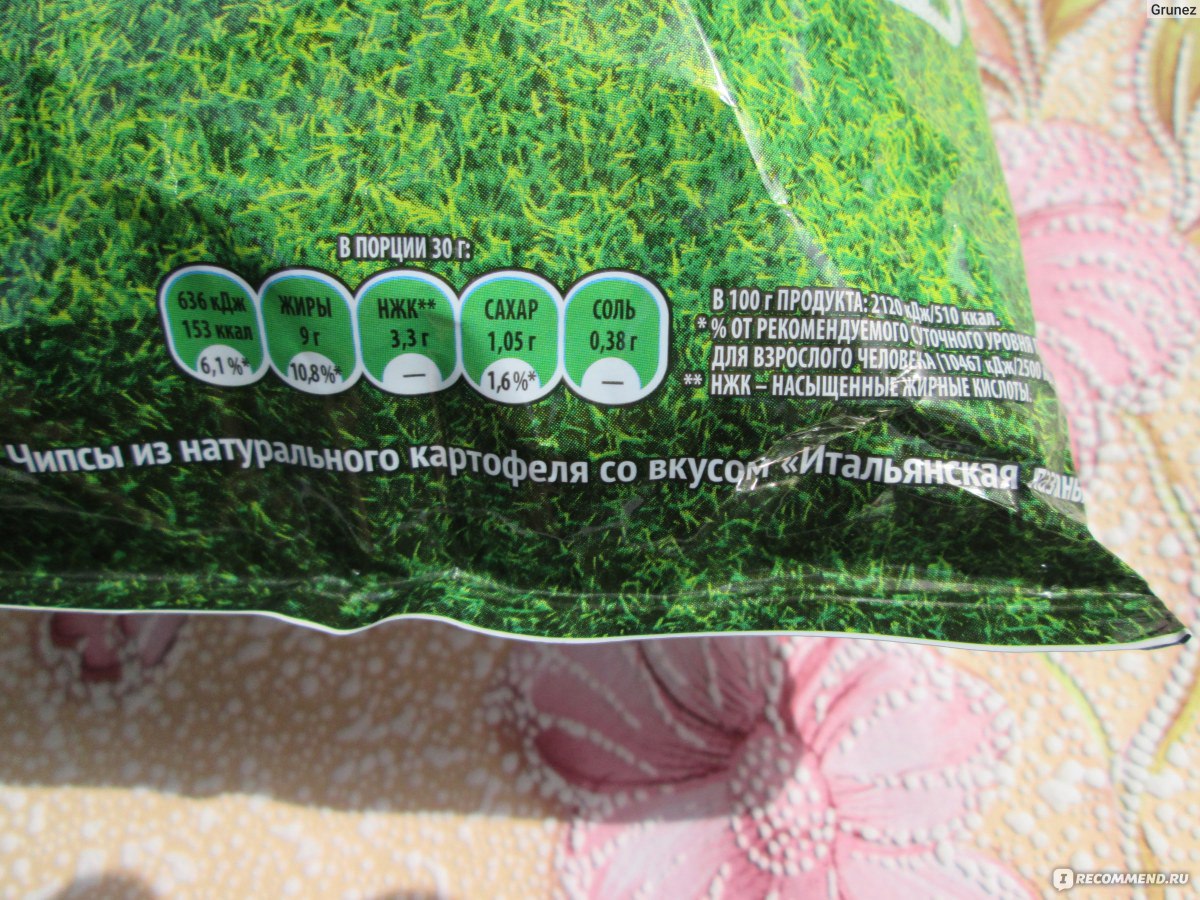 Grunez
В ПОРЦИИ 30 г:
636 кДж
153 ккал
6,1%*
ЖИРЫ
9 г
10,8%*
НЖК**
3,3 г
—
САХАР
1,05 г
1,6%*
СОЛЬ
0,38 г
—
В 100 г ПРОДУКТА: 2120 кДж/510 ккал.
* % ОТ РЕКОМЕНДУЕМОГО СУТОЧНОГО УРОВНЯ
ДЛЯ ВЗРОСЛОГО ЧЕЛОВЕКА (10467 кДж/2500
** НЖК – НАСЫЩЕННЫЕ ЖИРНЫЕ КИСЛОТЫ.
Чипсы из натурального картофеля со вкусом «Итальянская
I RECOMMEND.RU